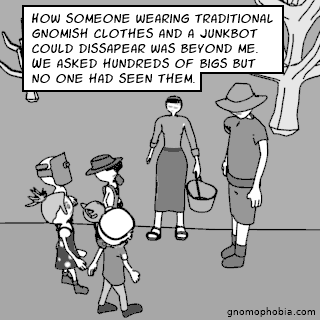 HOW SOMEONE WEARING TRADITIONAL
GNOMISH CLOTHES AND A JUNKBOT
COULD DISSAPEAR WAS BEYOND ME.
WE ASKED HUNDREDS OF BIGS BUT
NO ONE HAD SEEN THEM.
gnomophobia.com